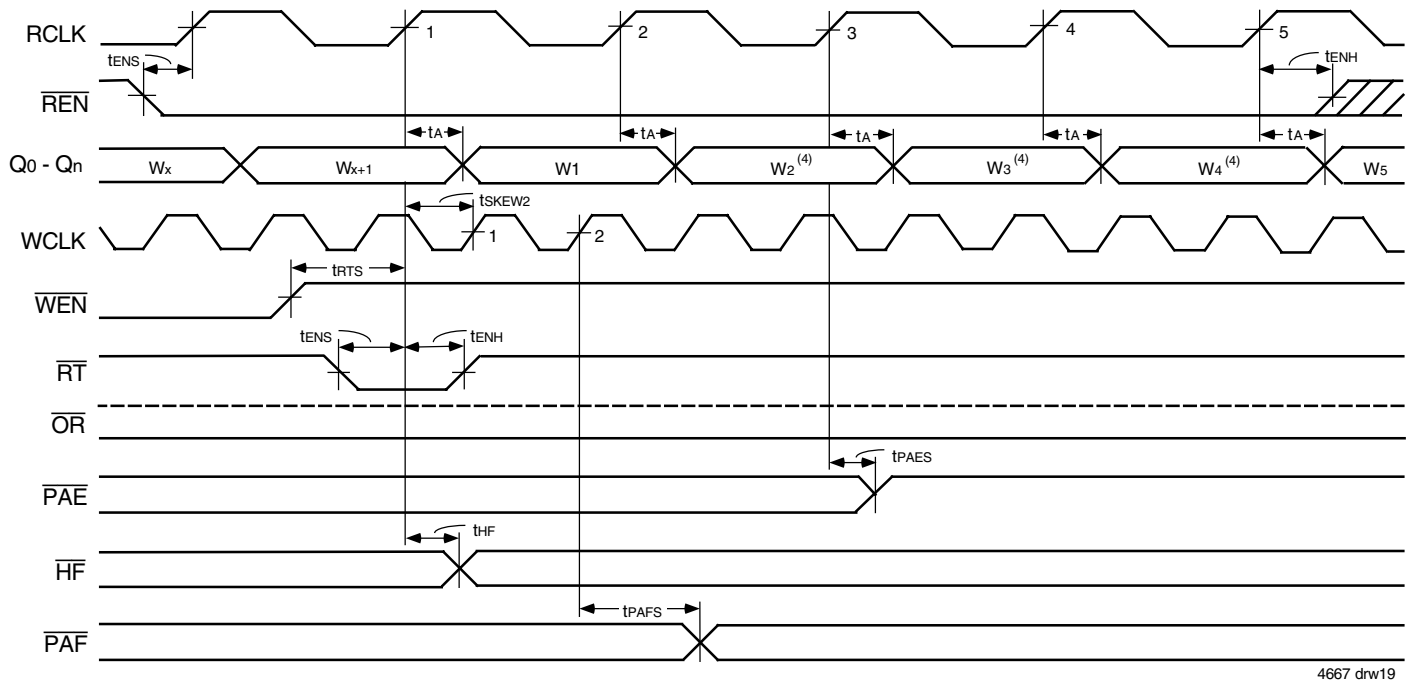 RCLK
1
2
3
4
5
tENS
tENH
REN
tA
tA
tA
tA
tA
Q0 - Qn
Wx
Wx+1
W1
W2(4)
W3(4)
W4(4)
W5
tSKEW2
WCLK
1
2
tRTS
WEN
tENS
tENH
RT
OR
tPAES
PAE
tHF
HF
tPAFS
PAF
4667 drw19